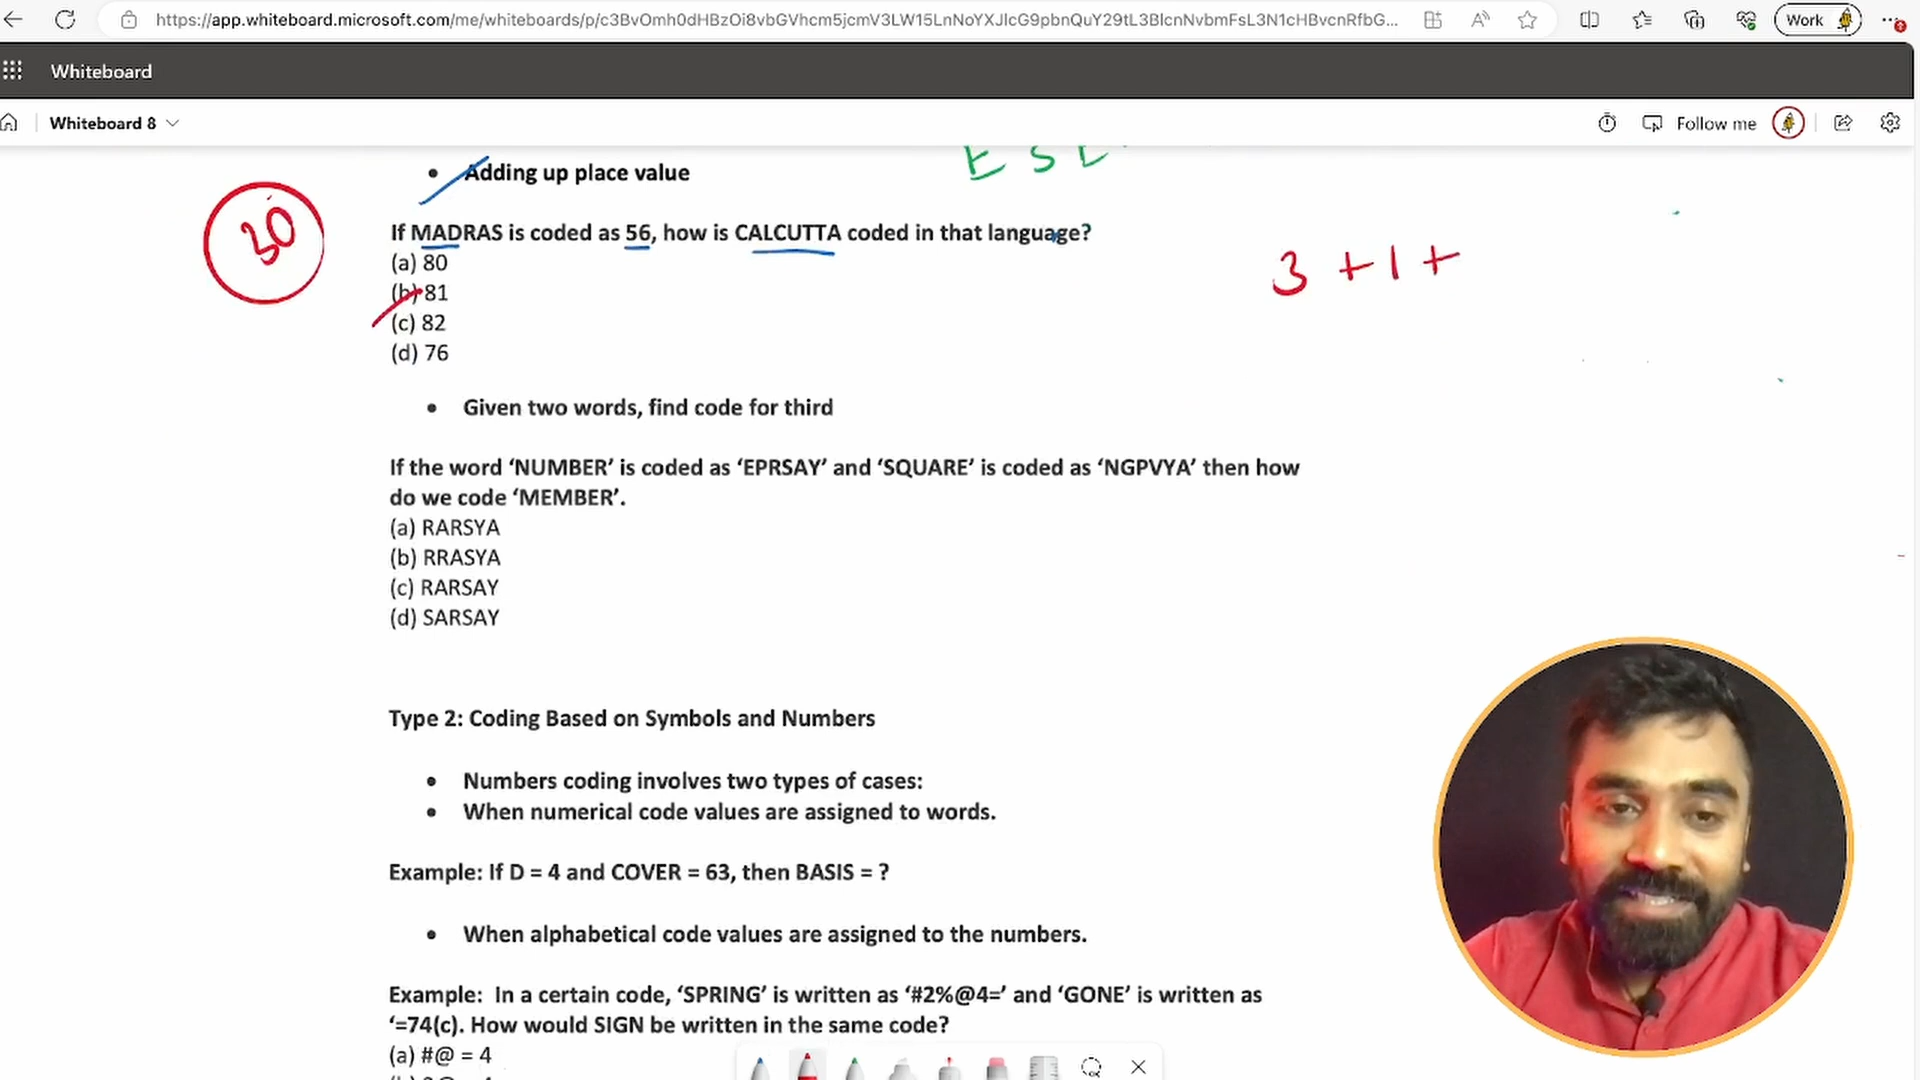 https://app.whiteboard.microsoft.com/me/whiteboards/p/c3BvOmh0dHBzOi8vbGVhcm5jcmV3LW15LnNoYXJlcG9pbnQuY29tL3BlcnNvbmFsL3N1cHBvcnRfbG...
Work
Whiteboard
Whiteboard 8
Follow me
E S L
• Adding up place value
30
If MADRAS is coded as 56, how is CALCUTTA coded in that language?
3 + 1 +
(a) 80
(b) 81
(c) 82
(d) 76
• Given two words, find code for third
If the word ‘NUMBER’ is coded as ‘EPRSAY’ and ‘SQUARE’ is coded as ‘NGPVYA’ then how
do we code ‘MEMBER’.
(a) RARSYA
(b) RRASYA
(c) RARSAY
(d) SARSAY
Type 2: Coding Based on Symbols and Numbers
• Numbers coding involves two types of cases:
• When numerical code values are assigned to words.
Example: If D = 4 and COVER = 63, then BASIS = ?
• When alphabetical code values are assigned to the numbers.
Example: In a certain code, ‘SPRING’ is written as ‘#2%@4=’ and ‘GONE’ is written as
‘=74(c). How would SIGN be written in the same code?
(a) #@ = 4